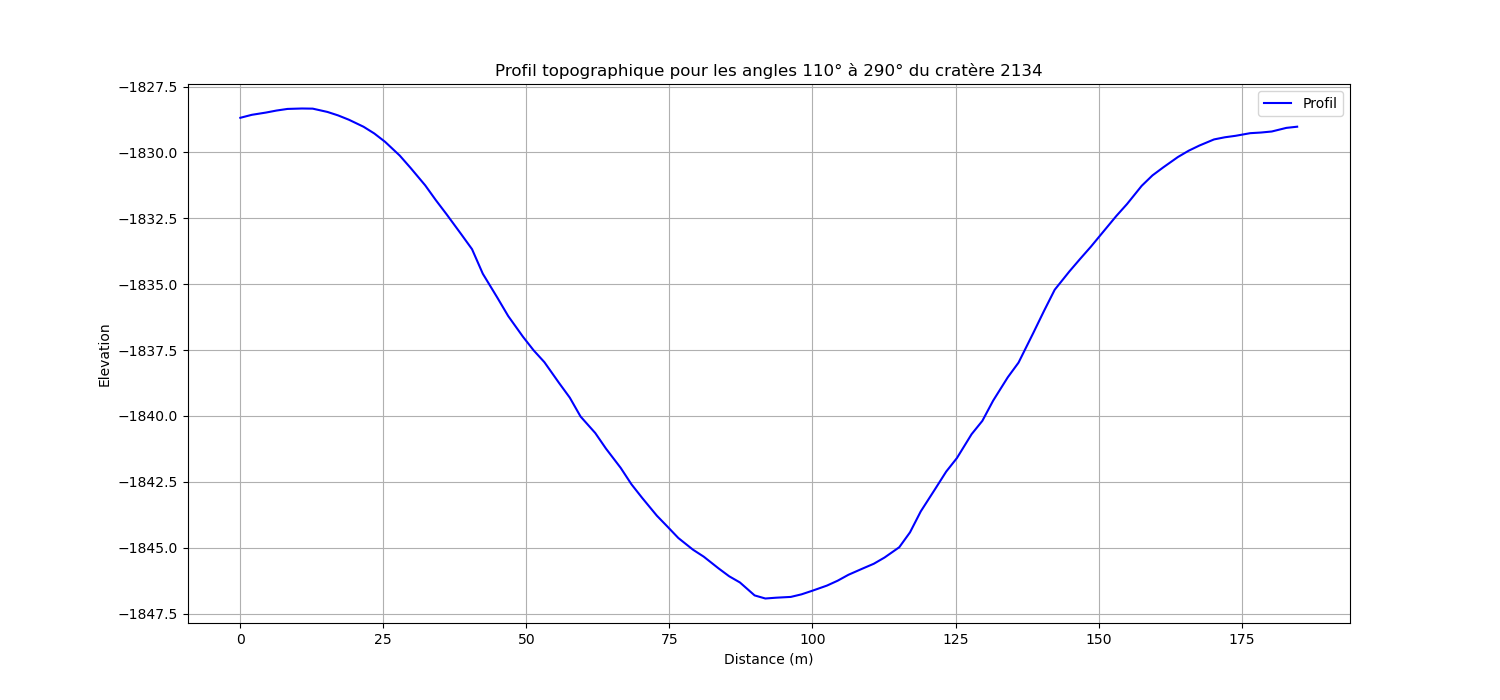 Profil topographique pour les angles 110° à 290° du cratère 2134
Profil
−1827.5
−1830.0
−1832.5
−1835.0
−1837.5
−1840.0
−1842.5
−1845.0
−1847.5
Elevation
0 25 50 75 100 125 150 175
Distance (m)